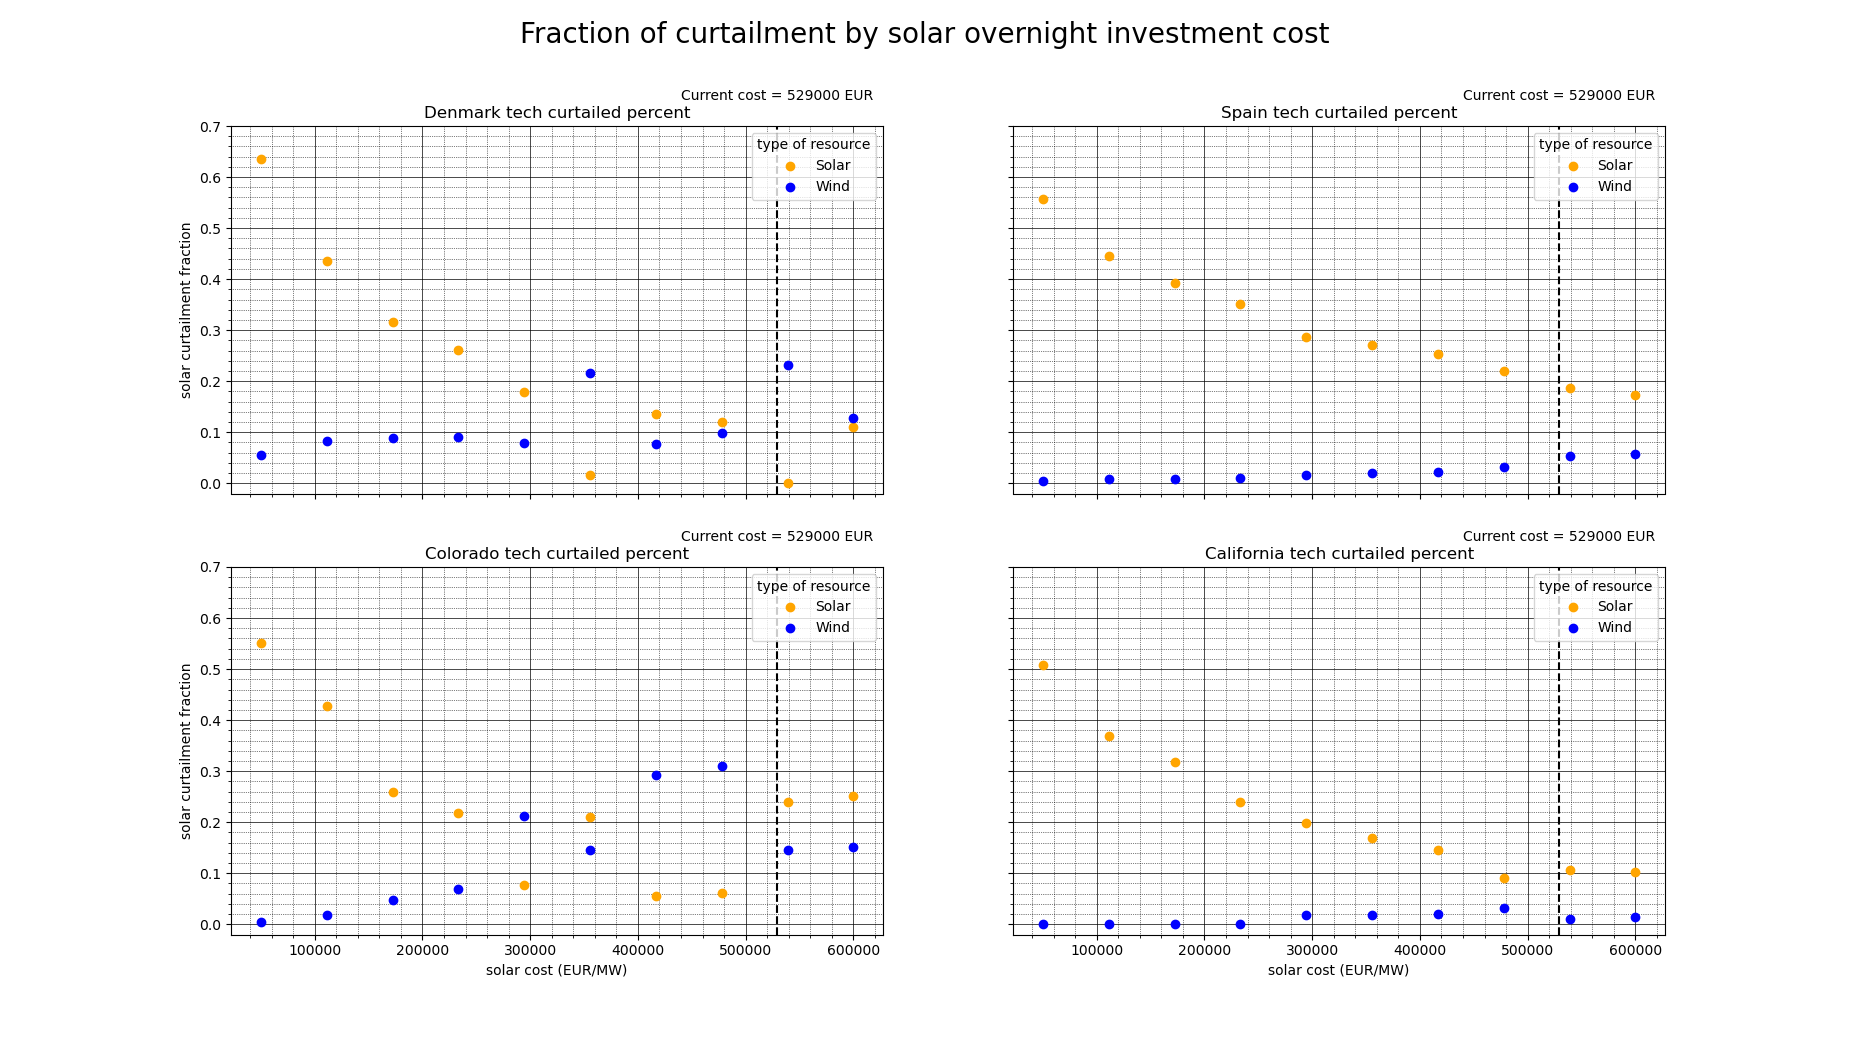 Fraction of curtailment by solar overnight investment cost
Current cost = 529000 EUR
Denmark tech curtailed percent
type of resource
Solar
Wind
0.7
0.6
0.5
0.4
0.3
0.2
0.1
0.0
solar curtailment fraction
Current cost = 529000 EUR
Spain tech curtailed percent
type of resource
Solar
Wind
Current cost = 529000 EUR
Colorado tech curtailed percent
type of resource
Solar
Wind
0.7
0.6
0.5
0.4
0.3
0.2
0.1
0.0
solar curtailment fraction
100000 200000 300000 400000 500000 600000
solar cost (EUR/MW)
Current cost = 529000 EUR
California tech curtailed percent
type of resource
Solar
Wind
100000 200000 300000 400000 500000 600000
solar cost (EUR/MW)